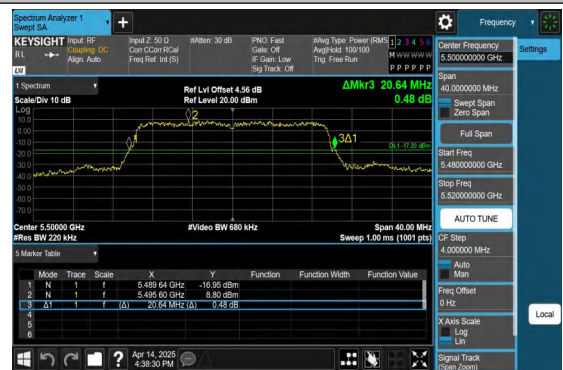 Spectrum Analyzer 1
Swept SA
+
Frequency
KEYSIGHT Input: RF Input Z: 50 Ω #Atten: 30 dB PNO: Fast #Avg Type: Power (RMS 1 2 3 4 5 6
RL Coupling: DC Corr CCorr RCal Gate: Off Avg|Hold: 100/100 M W W W W W
Align: Auto Freq Ref: Int (S) IF Gain: Low Trig: Free Run P P P P P P
Sig Track: Off
LXI
Center Frequency
5.500000000 GHz
Settings
Span
40.0000000 MHz
Swept Span
Zero Span
Full Span
Start Freq
5.480000000 GHz
Stop Freq
5.520000000 GHz
AUTO TUNE
CF Step
4.000000 MHz
Auto
Man
Freq Offset
0 Hz
X Axis Scale
Log
Lin
Local
Signal Track
(Span Zoom)
1 Spectrum
Scale/Div 10 dB
Ref Lvl Offset 4.56 dB
Ref Level 20.00 dBm
ΔMkr3 20.64 MHz
0.48 dB
Log
10.0
0.00
-10.0
-20.0
-30.0
-40.0
-50.0
-60.0
-70.0
2
3Δ1
DL1 -17.20 dBm
Center 5.50000 GHz #Video BW 680 kHz Span 40.00 MHz
#Res BW 220 kHz Sweep 1.00 ms (1001 pts)
5 Marker Table
Mode Trace Scale X Y Function Function Width Function Value
1 N 1 f 5.489 64 GHz -16.95 dBm
2 N 1 f 5.495 60 GHz 8.80 dBm
3 Δ1 1 f (Δ) 20.64 MHz (Δ) 0.48 dB
4
5
6
?
Apr 14, 2025
4:38:30 PM